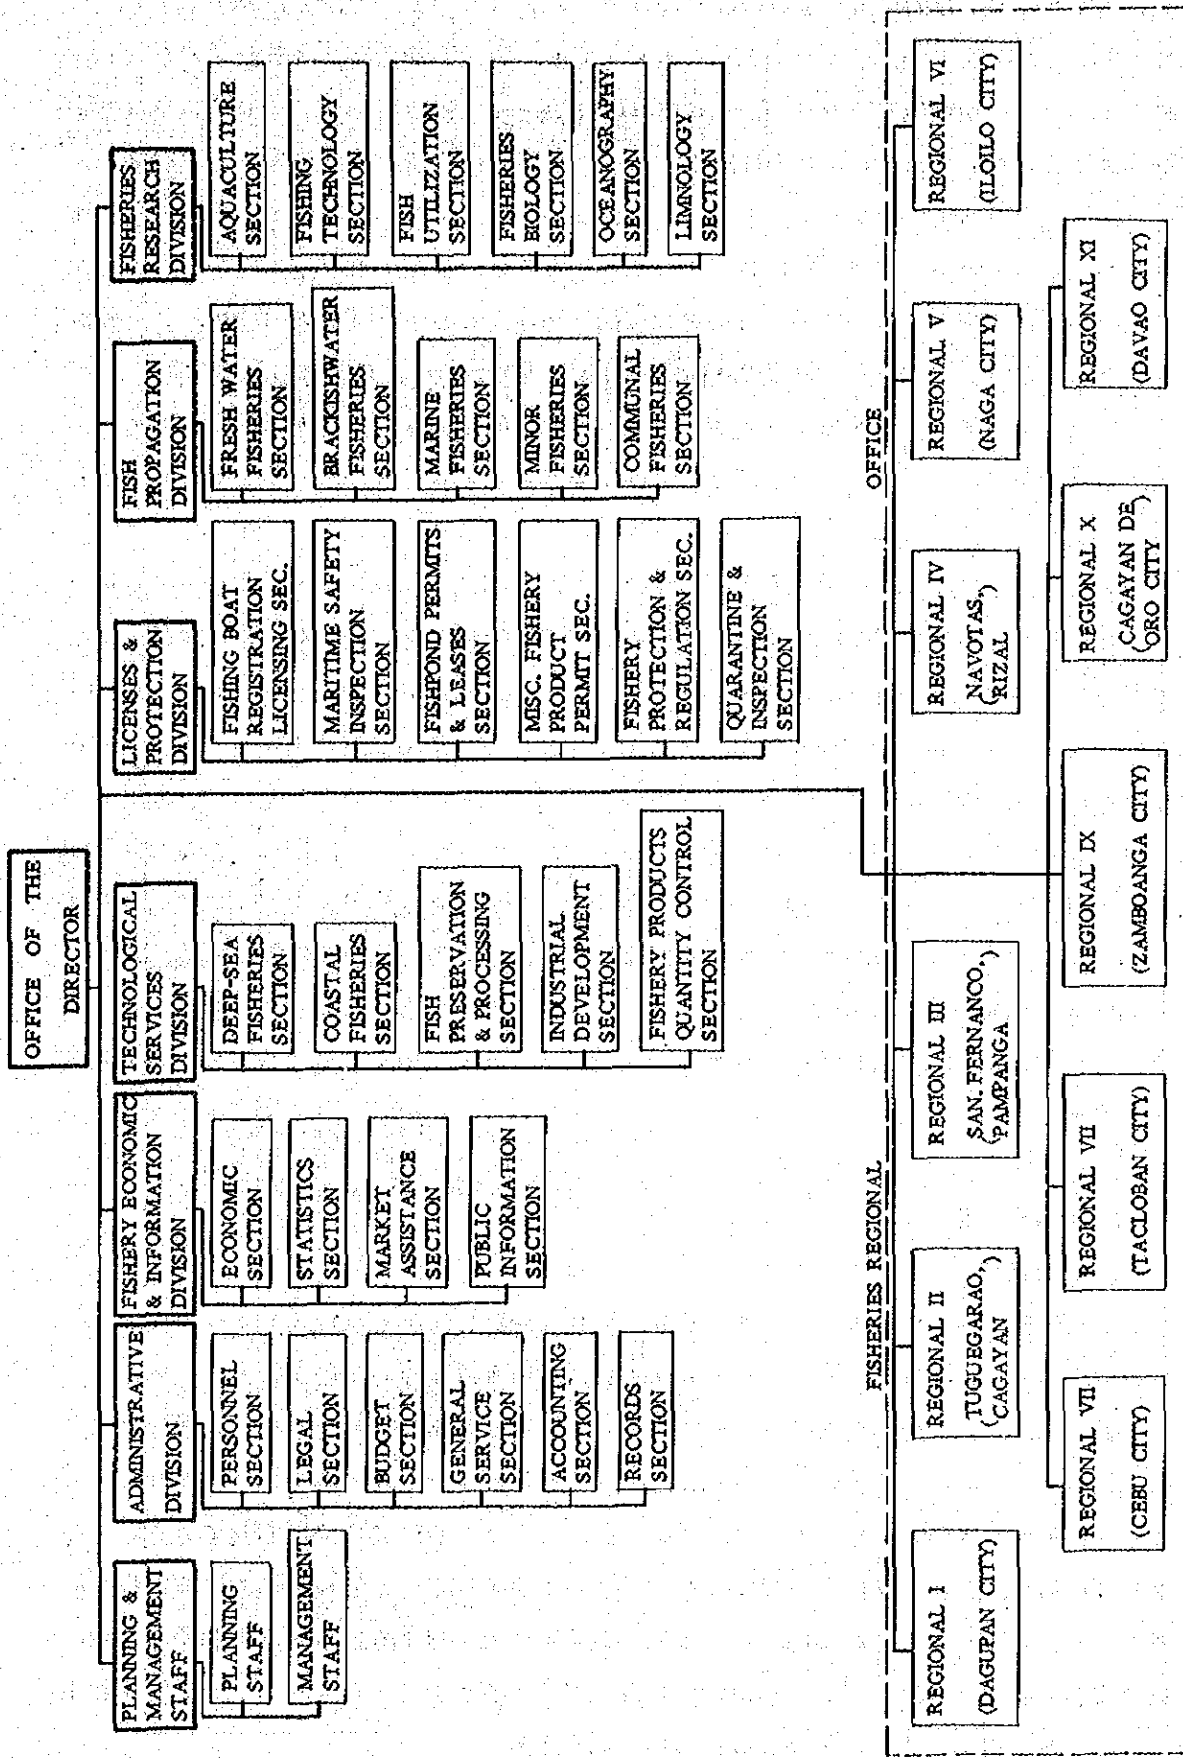 OFFICE OF THE
DIRECTOR
PLANNING &
MANAGEMENT
STAFF
PLANNING
STAFF
MANAGEMENT
STAFF
ADMINISTRATIVE
DIVISION
PERSONNEL
SECTION
LEGAL
SECTION
BUDGET
SECTION
GENERAL
SERVICE
SECTION
ACCOUNTING
SECTION
RECORDS
SECTION
FISHERY ECONOMIC
& INFORMATION
DIVISION
ECONOMIC
SECTION
STATISTICS
SECTION
MARKET
ASSISTANCE
SECTION
PUBLIC
INFORMATION
SECTION
TECHNOLOGICAL
SERVICES
DIVISION
DEEP-SEA
FISHERIES
SECTION
COASTAL
FISHERIES
SECTION
FISH
PRESERVATION
& PROCESSING
SECTION
INDUSTRIAL
DEVELOPMENT
SECTION
FISHERY PRODUCTS
QUANTITY CONTROL
SECTION
LICENSES &
PROTECTION
DIVISION
FISHING BOAT
REGISTRATION
LICENSING SEC.
MARITIME SAFETY
INSPECTION
SECTION
FISHPOND PERMITS
& LEASES
SECTION
MISC. FISHERY
PRODUCT
PERMIT SEC.
FISHERY
PROTECTION &
REGULATION SEC.
QUARANTINE &
INSPECTION
SECTION
FISH
PROPAGATION
DIVISION
FRESH WATER
FISHERIES
SECTION
BRACKISHWATER
FISHERIES
SECTION
MARINE
FISHERIES
SECTION
MINOR
FISHERIES
SECTION
COMMUNAL
FISHERIES
SECTION
FISHERIES
RESEARCH
DIVISION
AQUACULTURE
SECTION
FISHING
TECHNOLOGY
SECTION
FISH
UTILIZATION
SECTION
FISHERIES
BIOLOGY
SECTION
OCEANOGRAPHY
SECTION
LIMNOLOGY
SECTION
FISHERIES REGIONAL OFFICE
REGIONAL I
(DAGUPAN CITY)
REGIONAL II
(TUGUEGARAO,
CAGAYAN)
REGIONAL III
(SAN. FERNANCO,
PAMPANGA)
REGIONAL IV
(NAVOTAS,
RIZAL)
REGIONAL V
(NAGA CITY)
REGIONAL VI
(ILOILO CITY)
REGIONAL VII
(CEBU CITY)
REGIONAL VII
(TACLOBAN CITY)
REGIONAL IX
(ZAMBOANGA CITY)
REGIONAL X
(CAGAYAN DE
ORO CITY)
REGIONAL XI
(DAVAO CITY)